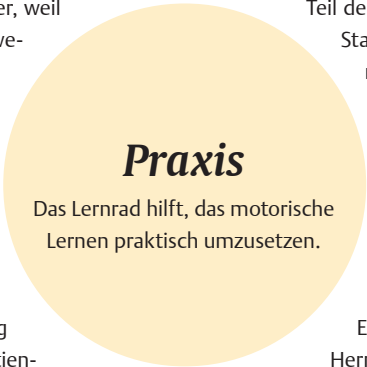 er, weil
ve-
Teil de
Sta
Praxis
Das Lernrad hilft, das motorische
Lernen praktisch umzusetzen.
g
tien-
E
Herr